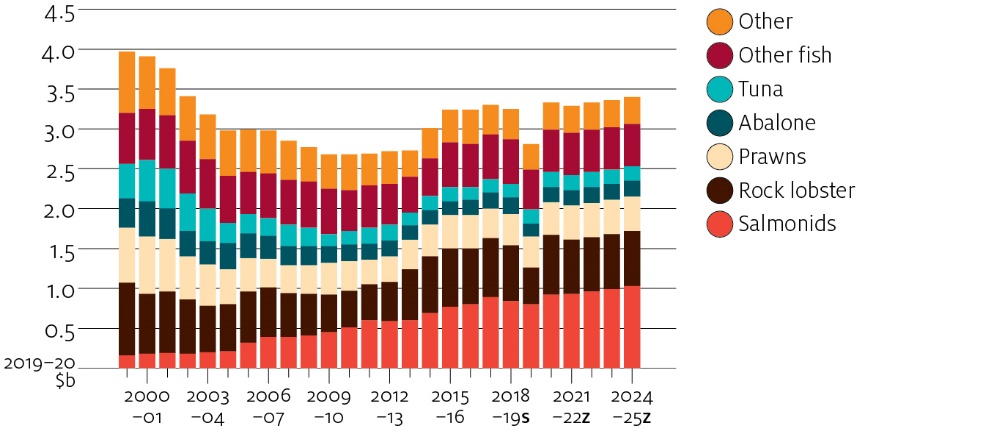 4.5
4.0
3.5
3.0
2.5
2.0
1.5
1.0
0.5
2019–20
$b
2000 2003 2006 2009 2012 2015 2018 2021 2024
–01 –04 –07 –10 –13 –16 –19s –22z –25z
Other
Other fish
Tuna
Abalone
Prawns
Rock lobster
Salmonids